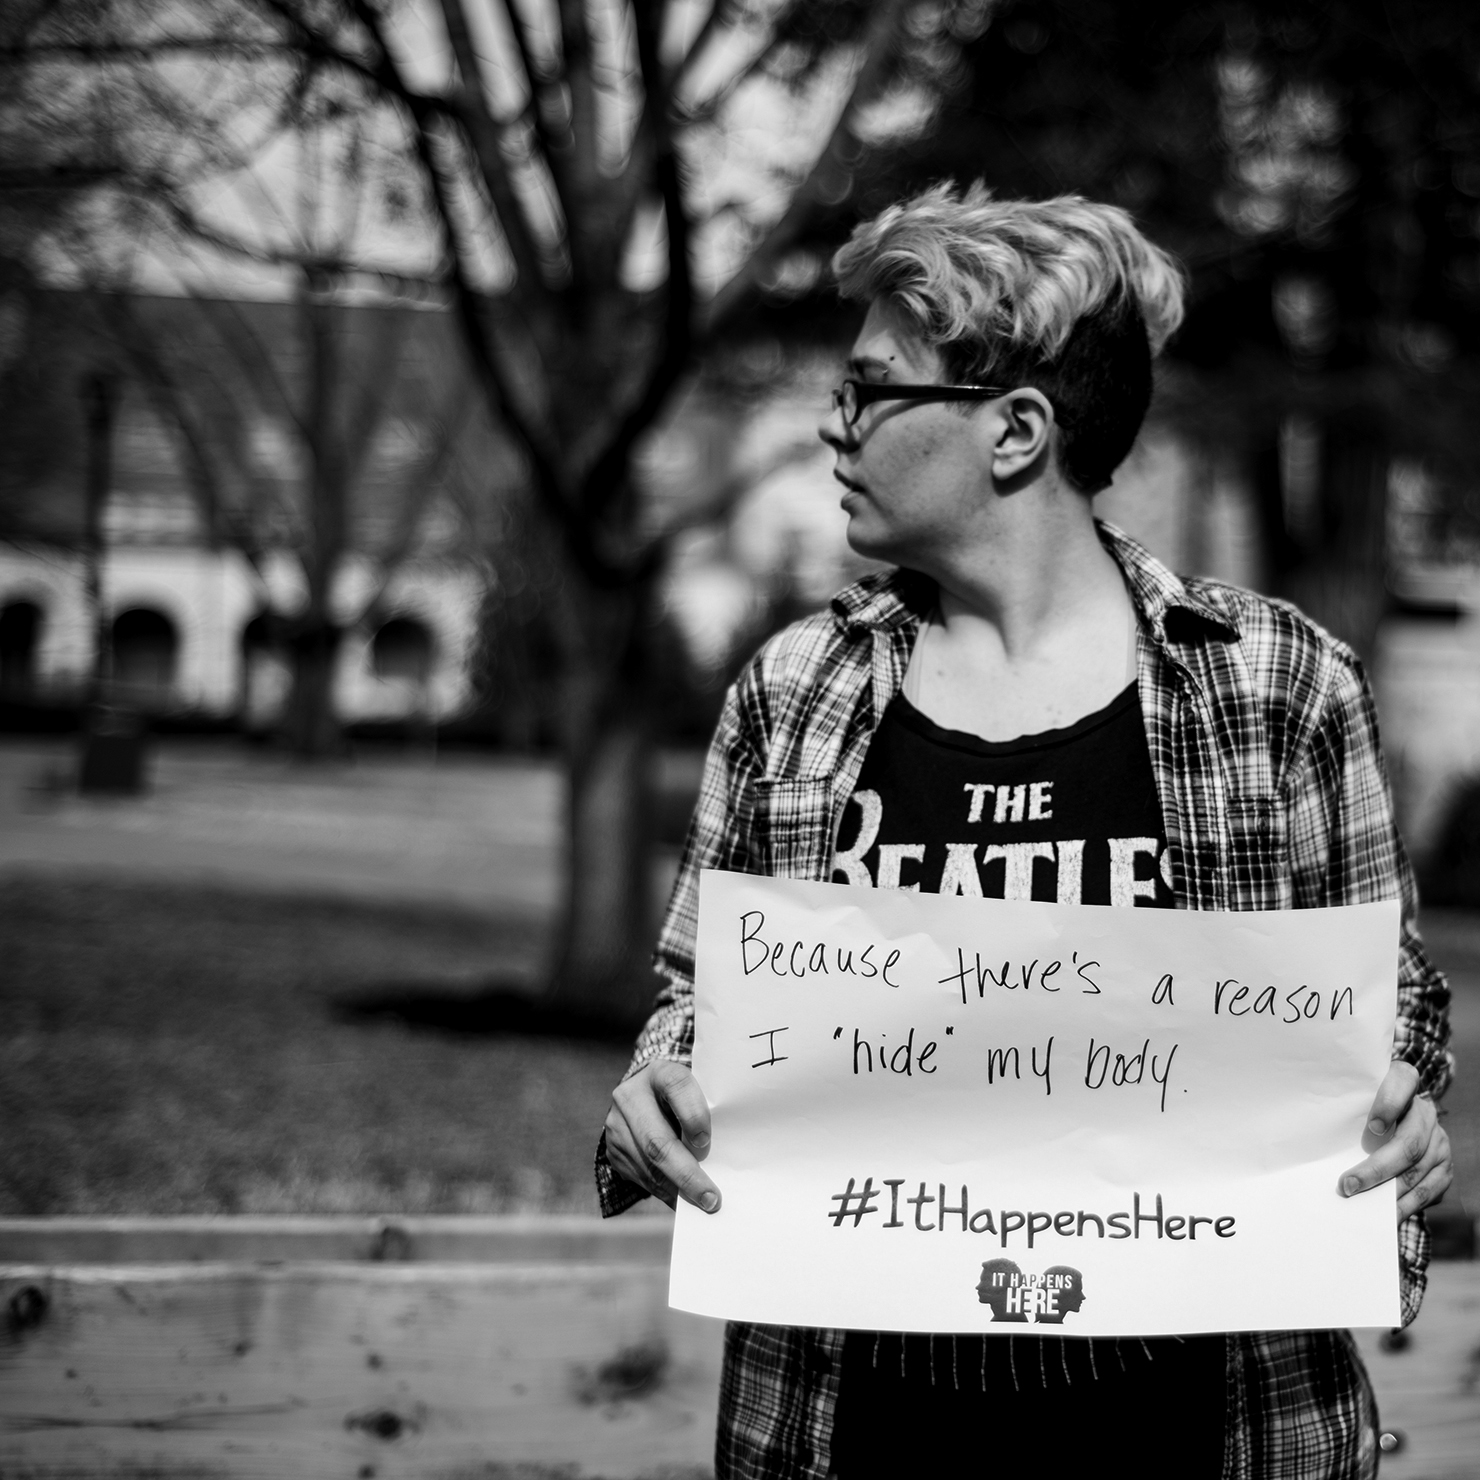 THE
BEATLES
Because there's a reason
I "hide" my body.
#ItHappensHere
IT HAPPENS
HERE